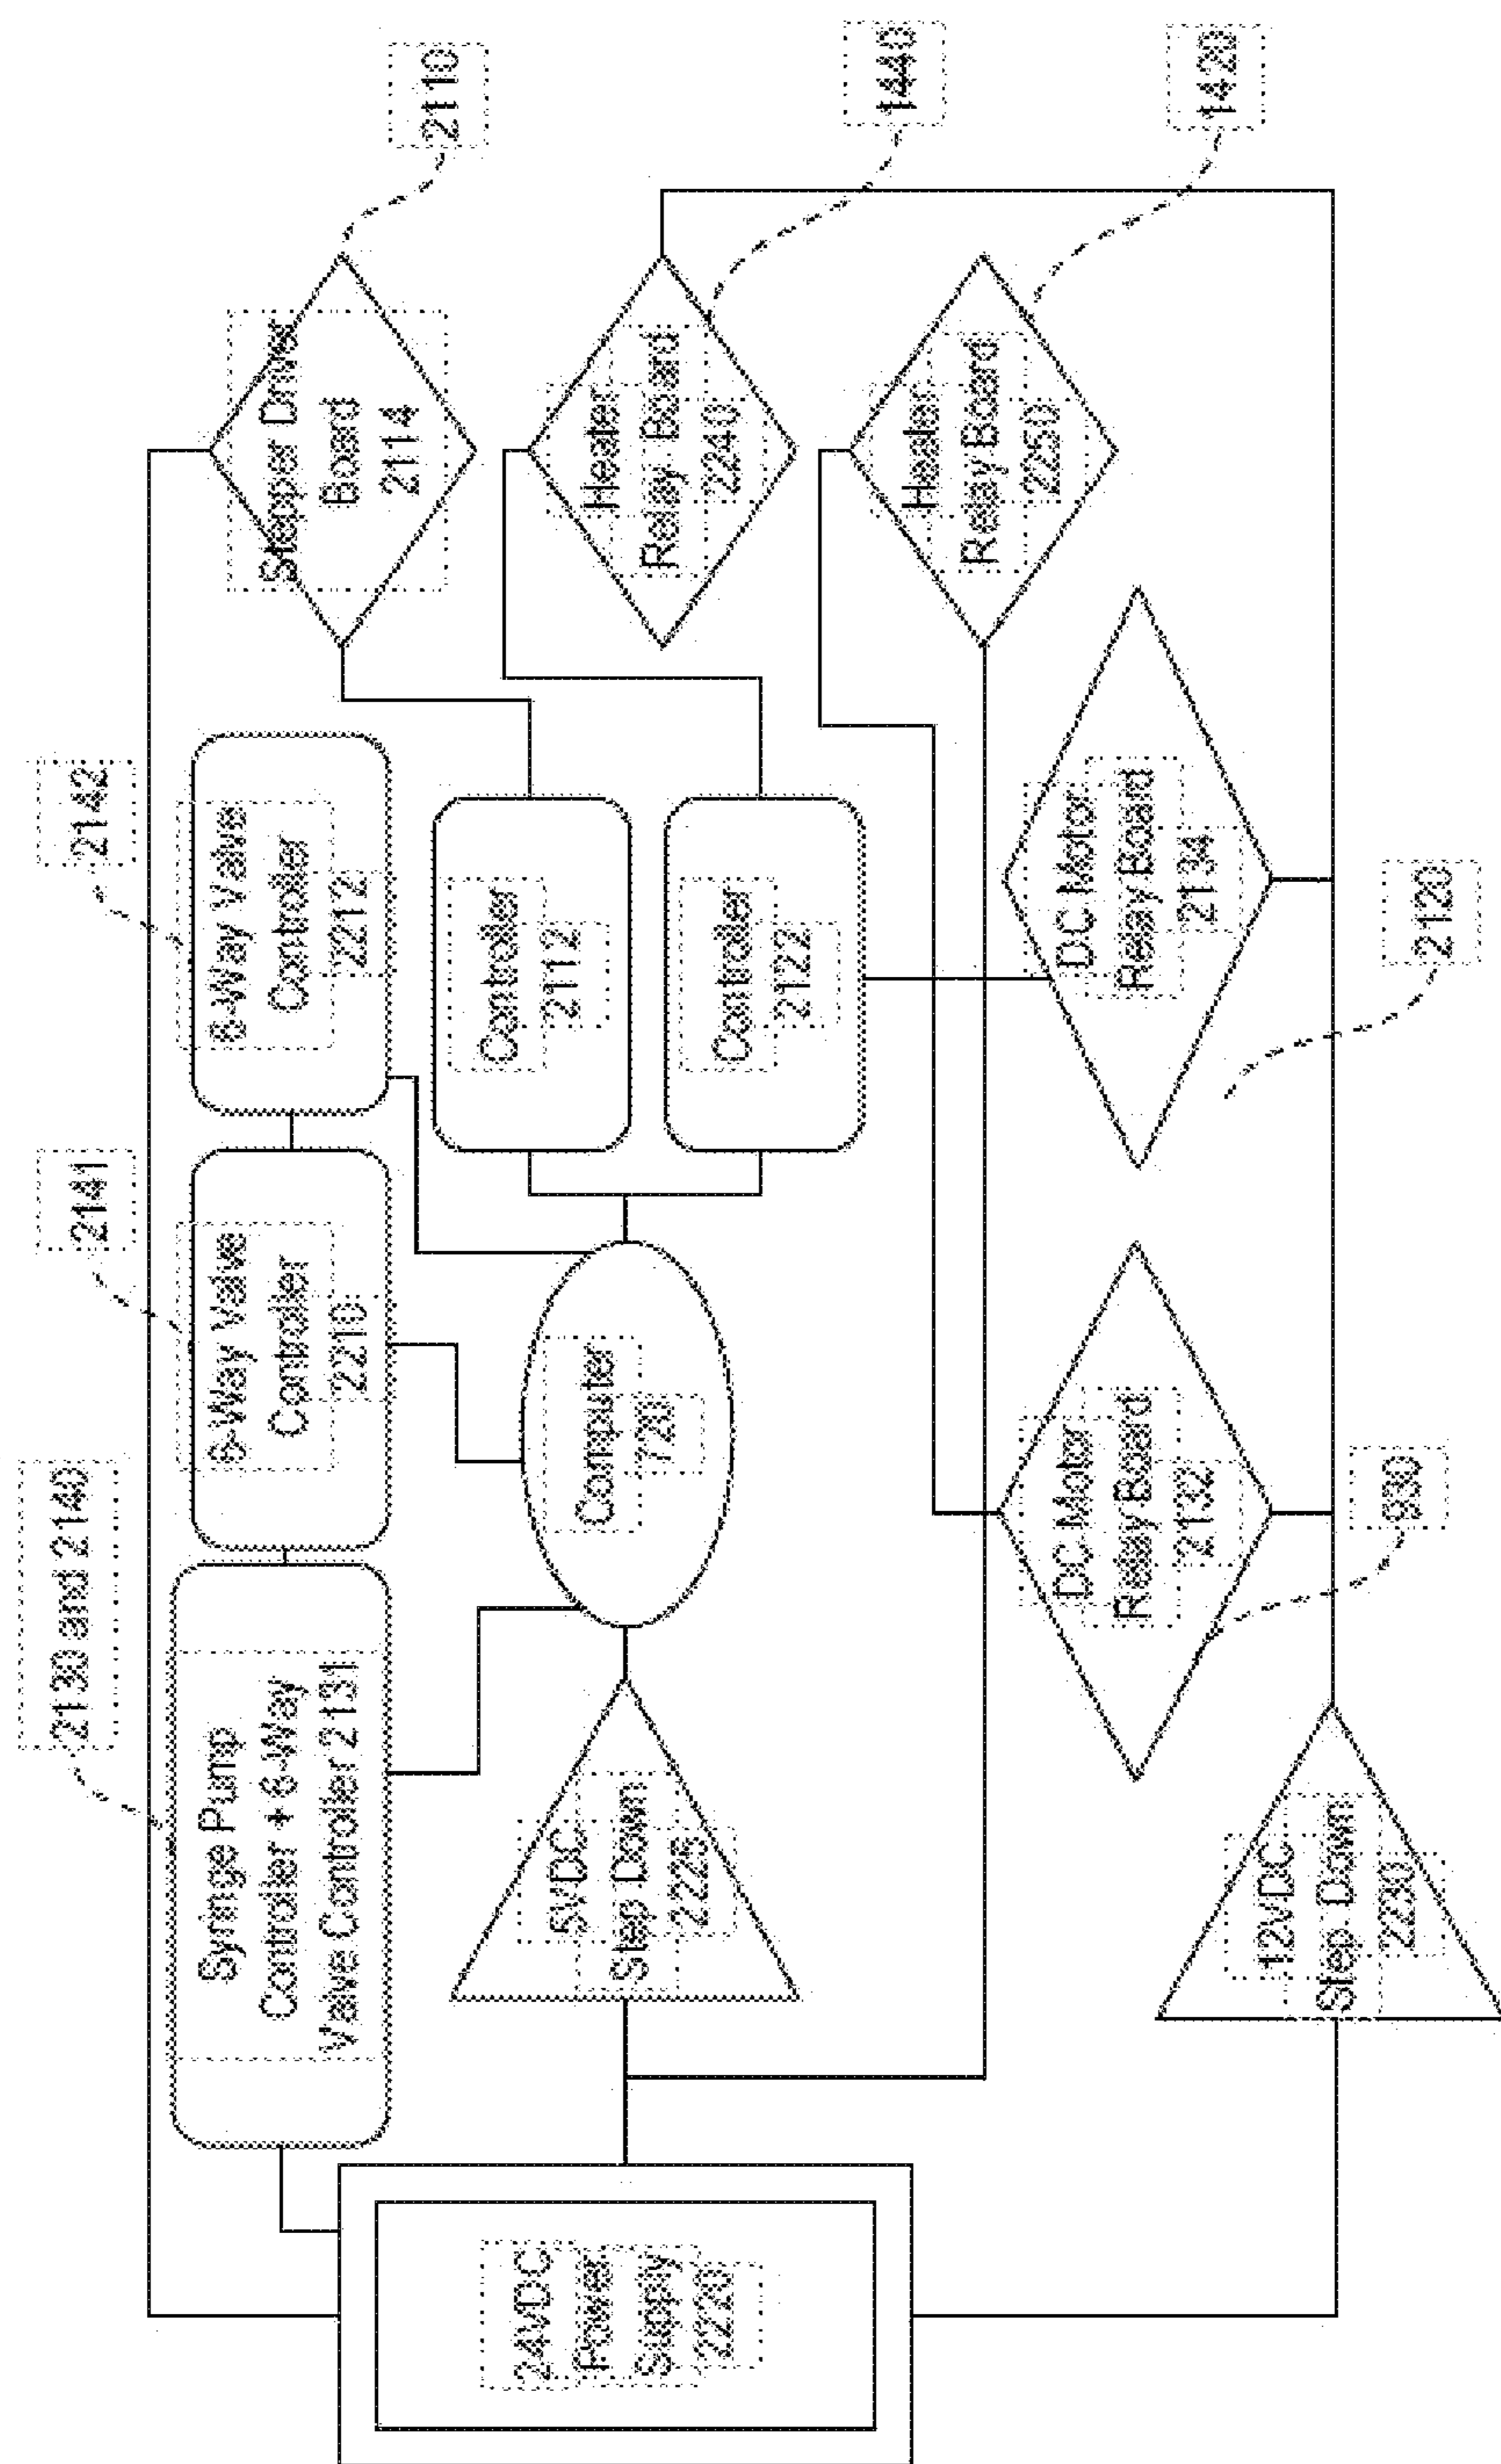 2130 and 2140
2141
2142
Syringe Pump
Controller + 6-Way
Valve Controller 2131
6-Way Valve
Controller
2210
8-Way Valve
Controller
2212
Stepper Driver
Board
2114
2110
24VDC
Power
Supply
2220
5VDC
Step Down
2225
Computer
720
Controller
2112
Controller
2122
Heater
Relay Board
2240
1440
Heater
Relay Board
2250
1420
DC Motor
Relay Board
2132
DC Motor
Relay Board
2134
12VDC
Step Down
2230
930
2120